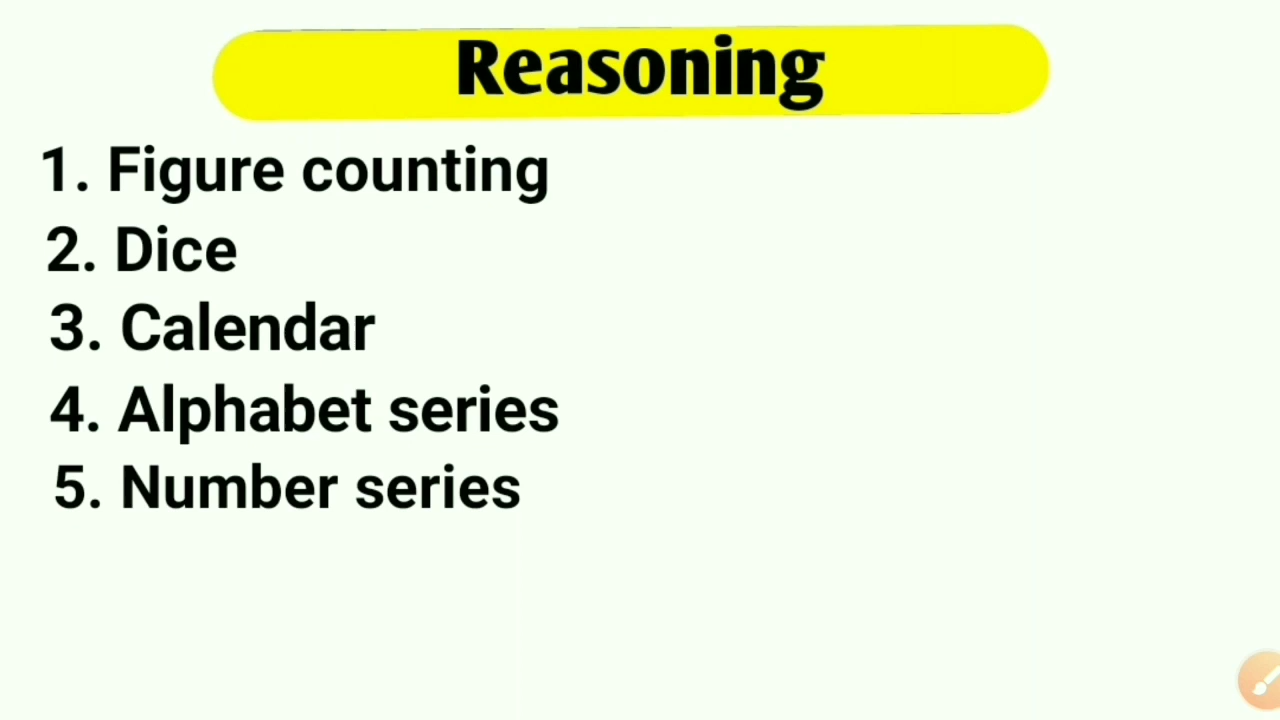 Reasoning
1. Figure counting
2. Dice
3. Calendar
4. Alphabet series
5. Number series